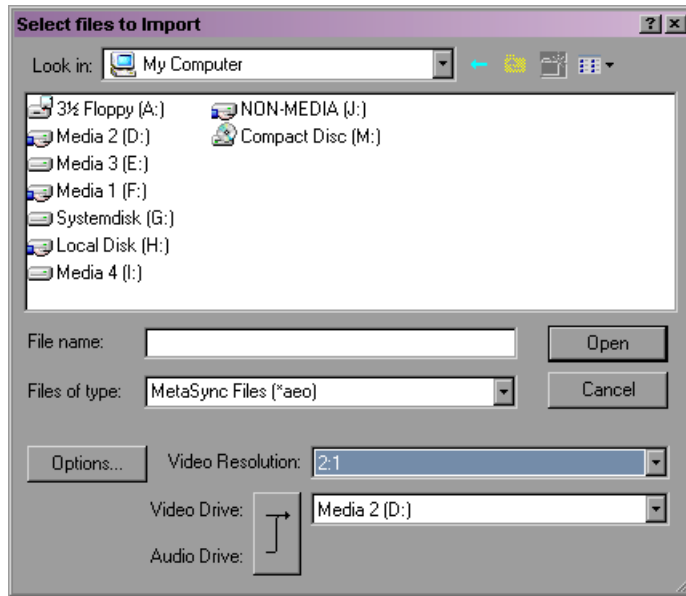 Select files to Import
Look in: My Computer
3½ Floppy (A:)
Media 2 (D:)
Media 3 (E:)
Media 1 (F:)
Systemdisk (G:)
Local Disk (H:)
Media 4 (I:)
NON-MEDIA (J:)
Compact Disc (M:)
File name:
Open
Files of type: MetaSync Files (*aeo)
Cancel
Options...
Video Resolution: 2:1
Video Drive: Media 2 (D:)
Audio Drive: